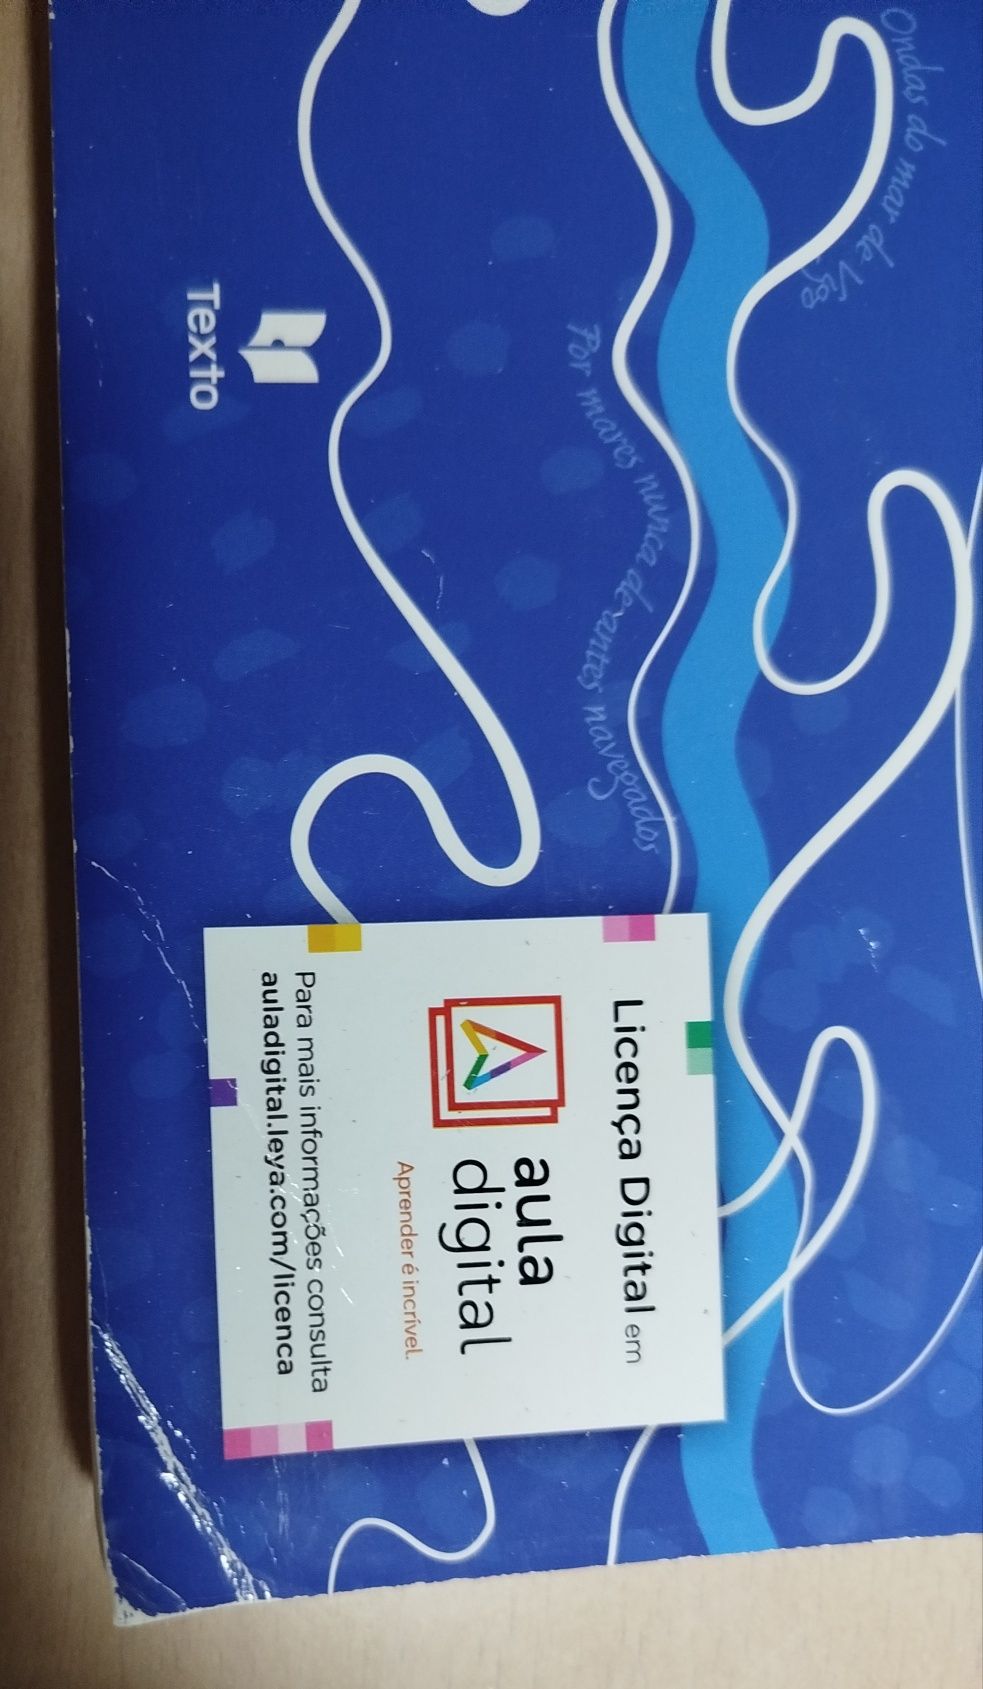 Ondas do mar de Vigo
Por mares nunca de antes navegados
Texto
Licença Digital em
aula
digital
Aprender é incrível.
Para mais informações consulta
auladigital.leya.com/licenca